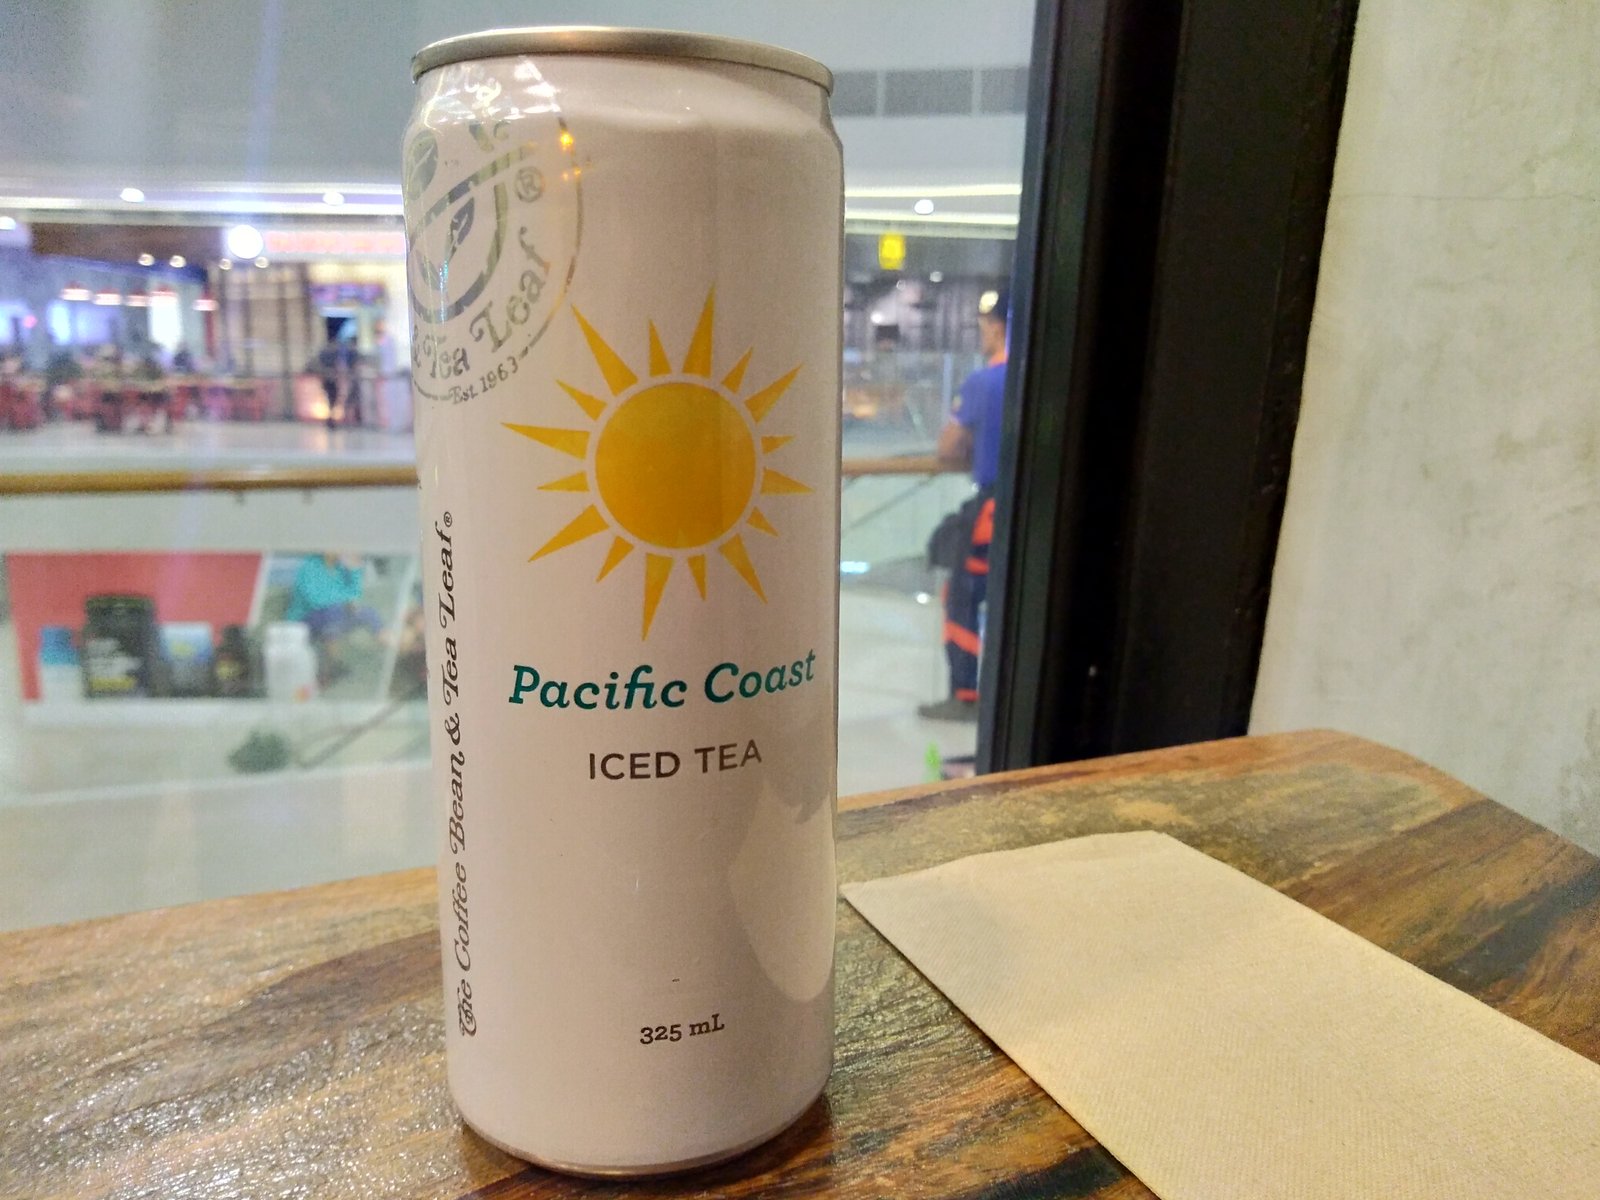 & Tea Leaf®
Est 1963
The Coffee Bean & Tea Leaf®
Pacific Coast
ICED TEA
325 mL